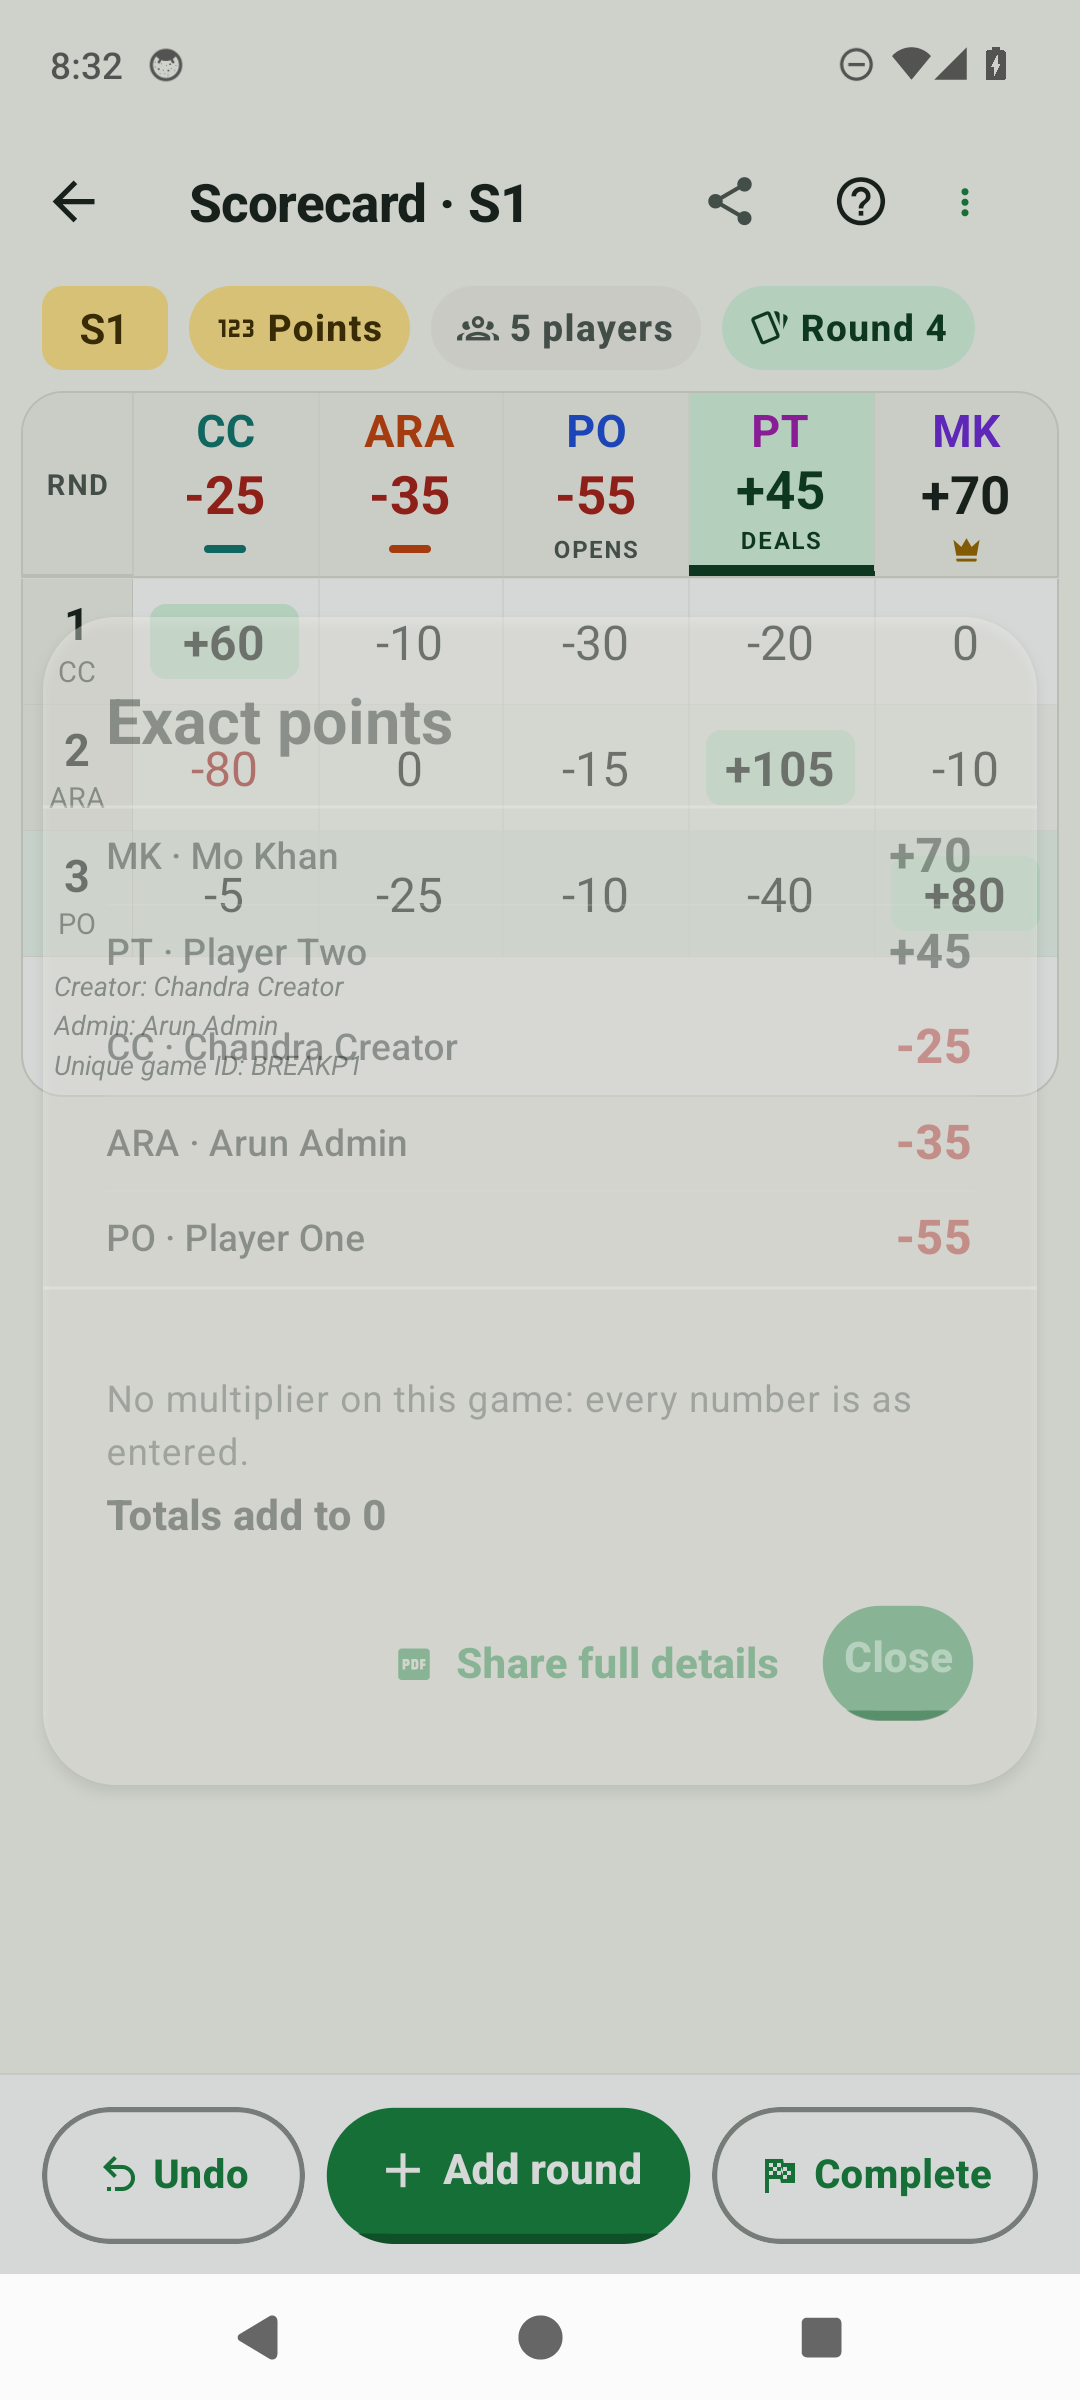 8:32
Scorecard · S1
S1
123 Points
5 players
Round 4
RND
CC
ARA
PO
PT
MK
-25
-35
-55
+45
+70
OPENS
DEALS
1
CC
+60
-10
-30
-20
0
Exact points
2
ARA
-80
0
-15
+105
-10
MK · Mo Khan
+70
3
PO
-5
-25
-10
-40
+80
PT · Player Two
+45
Creator: Chandra Creator
Admin: Arun Admin
CC · Chandra Creator
-25
Unique game ID: BREAKP1
ARA · Arun Admin
-35
PO · Player One
-55
No multiplier on this game: every number is as
entered.
Totals add to 0
PDF Share full details
Close
Undo
+ Add round
Complete